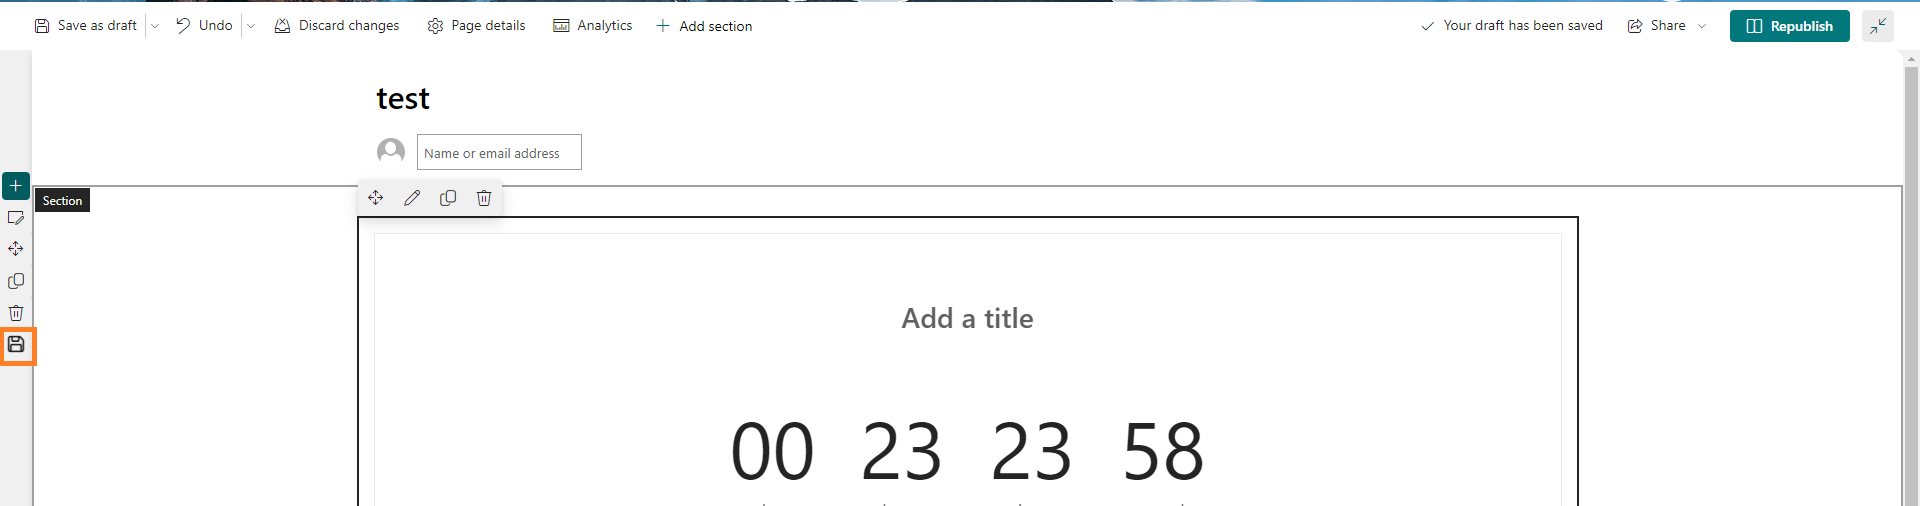 Save as draft Undo Discard changes Page details Analytics Add section Your draft has been saved Share Republish
test
Name or email address
Section
Add a title
00 23 23 58